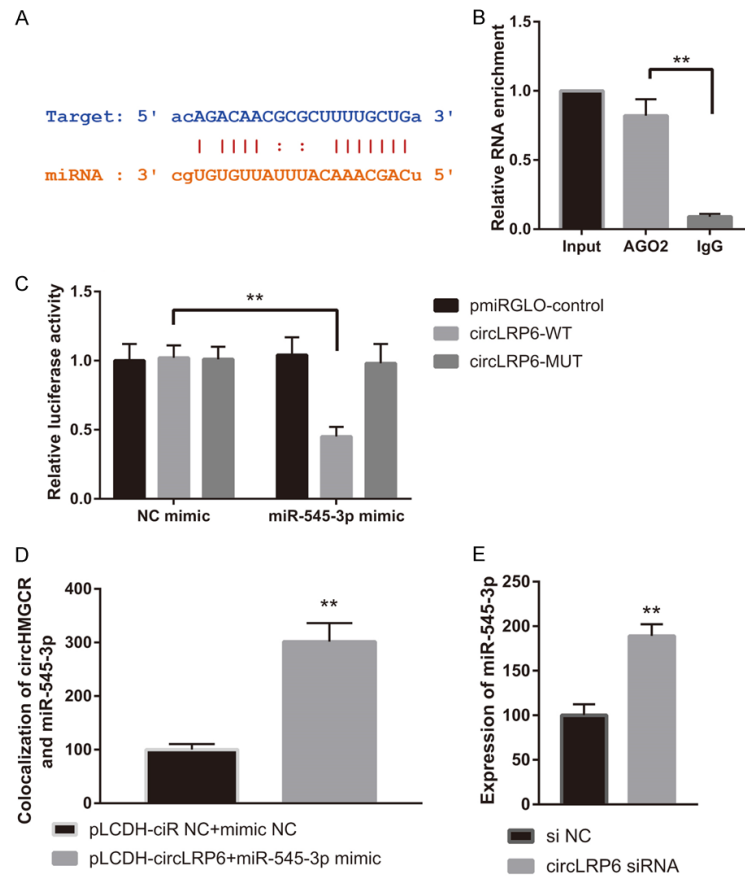 A
Target: 5' acAGACAACGCGCUUUUGCUGa 3'
| |||| : : |||||||
miRNA : 3' cgUGUGUUAUUUACAAACGACu 5'
B
Relative RNA enrichment
1.5
1.0
0.5
0.0
**
Input AGO2 IgG
C
Relative luciferase activity
1.5
1.0
0.5
0.0
**
NC mimic miR-545-3p mimic
pmiRGLO-control
circLRP6-WT
circLRP6-MUT
D
Colocalization of circHMGCR
and miR-545-3p
400
300
200
100
0
**
pLCDH-ciR NC+mimic NC
pLCDH-circLRP6+miR-545-3p mimic
E
Expression of miR-545-3p
250
200
150
100
50
0
**
si NC
circLRP6 siRNA